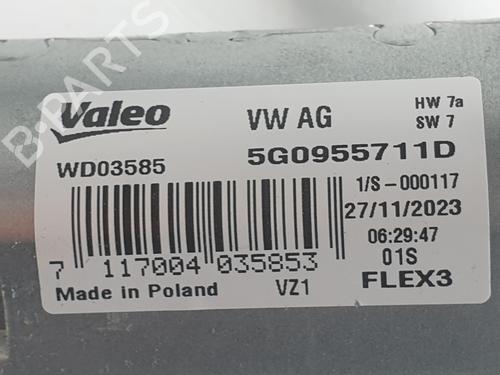 B-PARTS
Valeo
VW AG
HW 7a
SW 7
WD03585
5G0955711D
1/S-000117
27/11/2023
06:29:47
01S
7 117004 035853
Made in Poland
VZ1
FLEX3